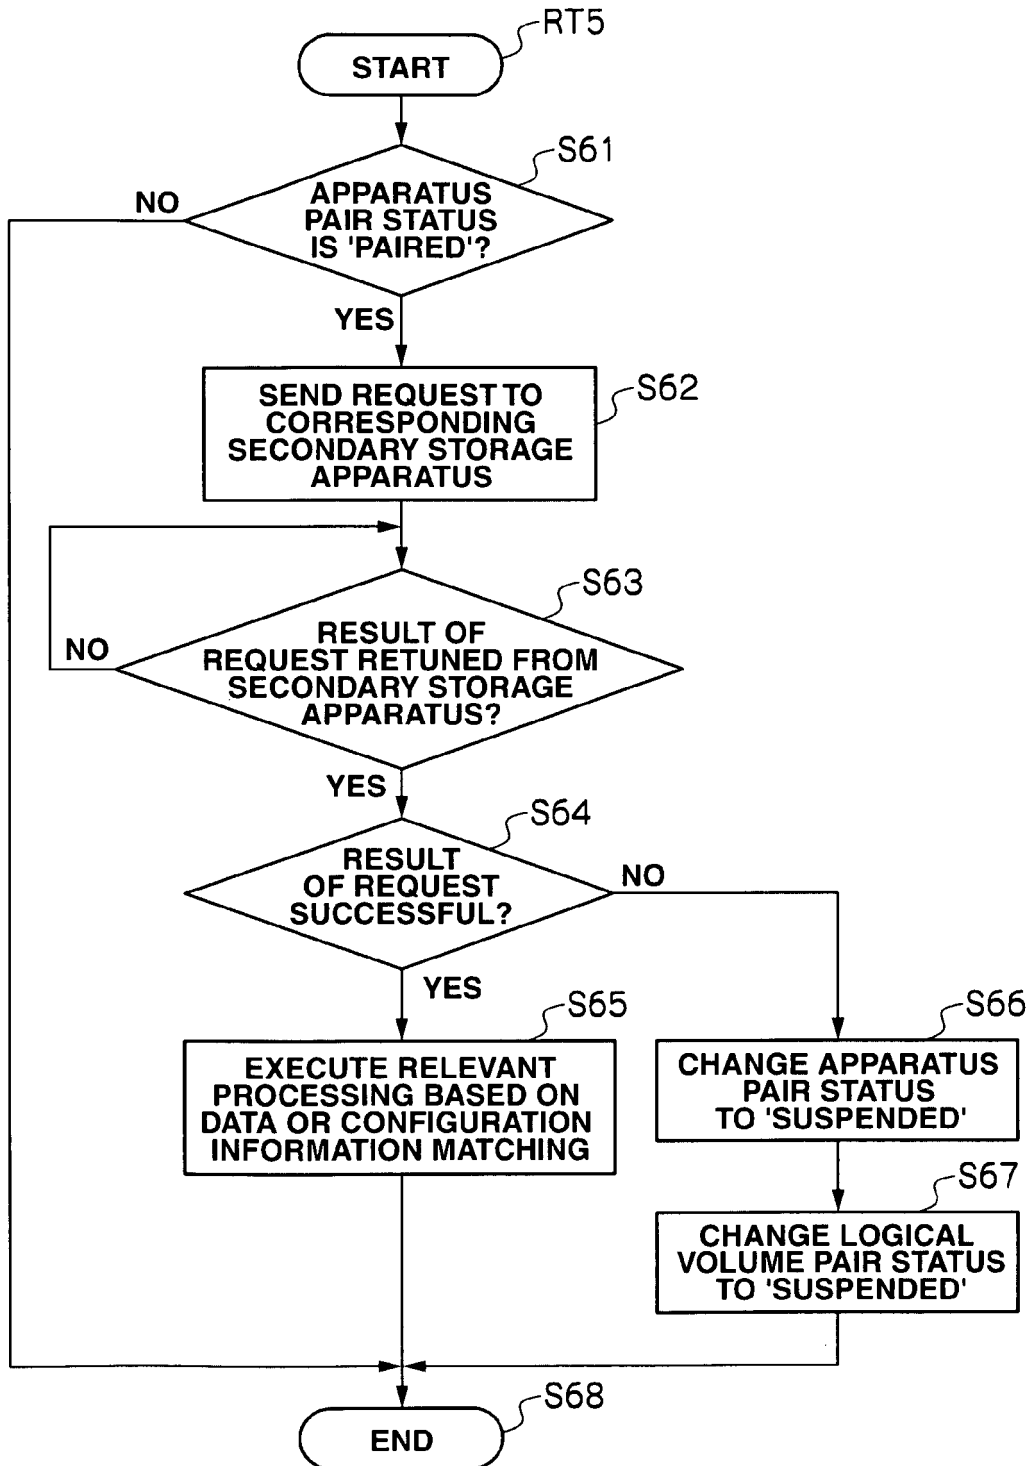 RT5
START
S61
APPARATUS
PAIR STATUS
IS 'PAIRED'?
NO
YES
S62
SEND REQUEST TO
CORRESPONDING
SECONDARY STORAGE
APPARATUS
S63
RESULT OF
REQUEST RETUNED FROM
SECONDARY STORAGE
APPARATUS?
NO
YES
S64
RESULT
OF REQUEST
SUCCESSFUL?
NO
YES
S65
EXECUTE RELEVANT
PROCESSING BASED ON
DATA OR CONFIGURATION
INFORMATION MATCHING
S66
CHANGE APPARATUS
PAIR STATUS
TO 'SUSPENDED'
S67
CHANGE LOGICAL
VOLUME PAIR STATUS
TO 'SUSPENDED'
S68
END